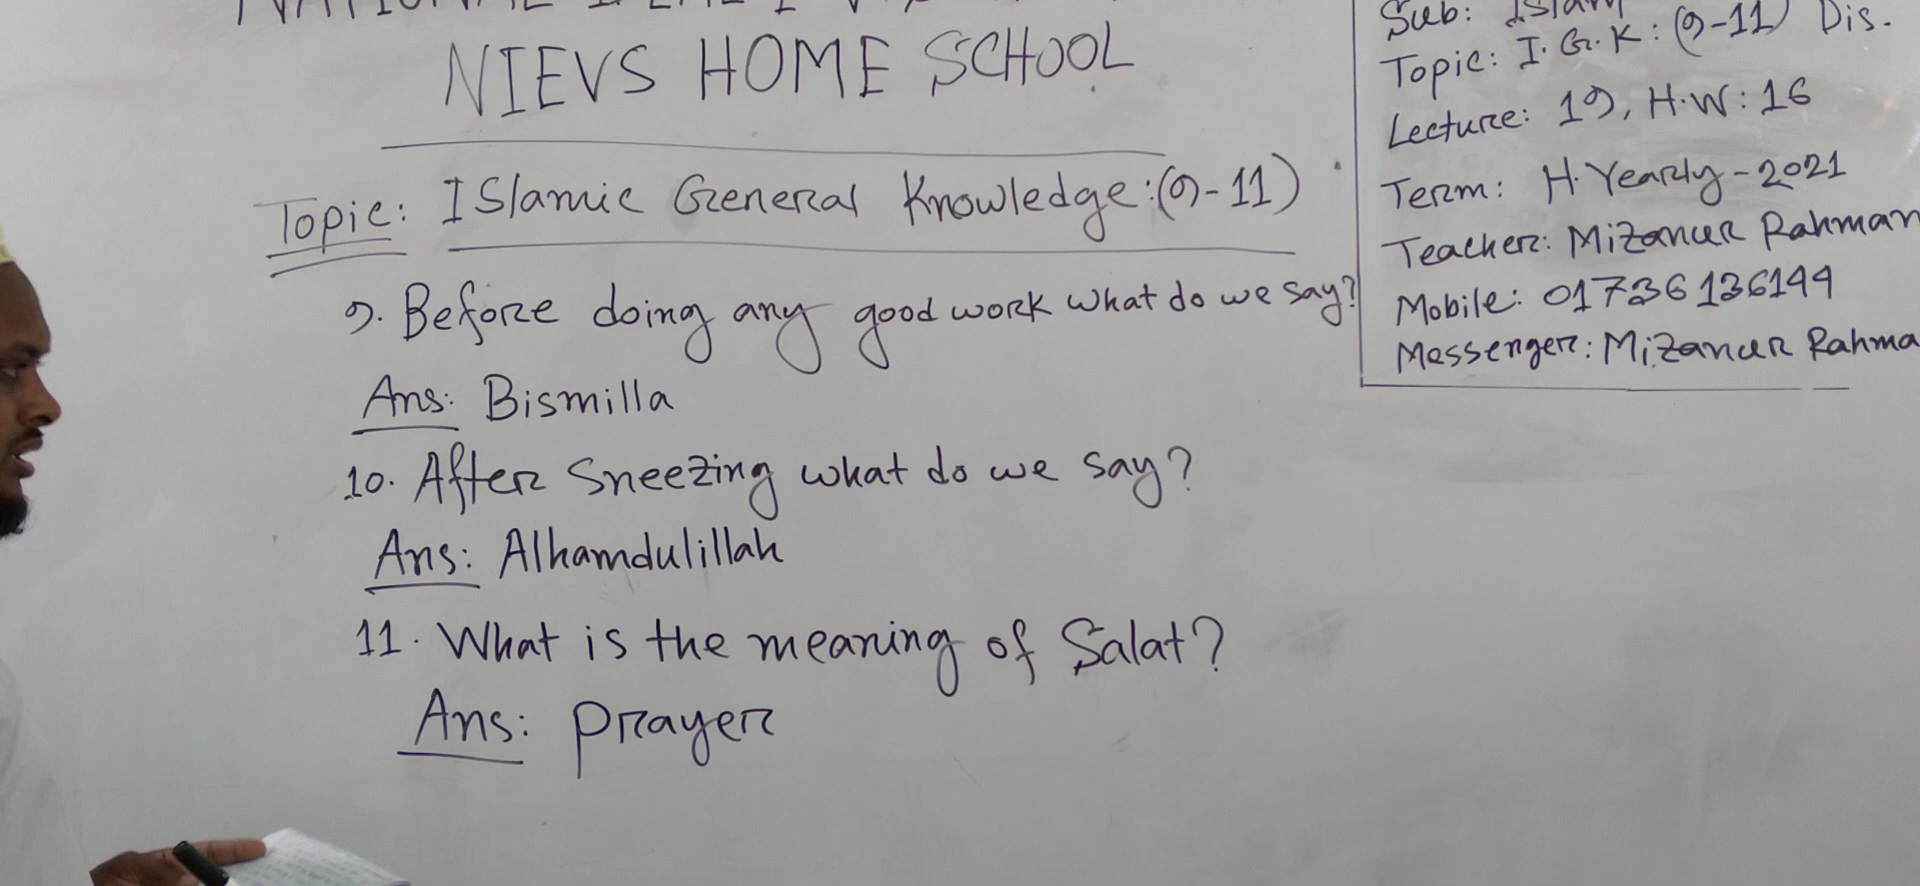 NIEVS HOME SCHOOL
Topic: ISlamic General Knowledge: (9-11)
9. Before doing any good work what do we say?
Ans: Bismilla
10. After Sneezing what do we say?
Ans: Alhamdulillah
11. What is the meaning of Salat?
Ans: Prayer
Sub: Islam
Topic: I. G. K: (9-11) Dis.
Lecture: 19, H.W: 16
Term: H. Yearly-2021
Teacher: Mizanur Rahman
Mobile: 01736136144
Messenger: Mizanur Rahma